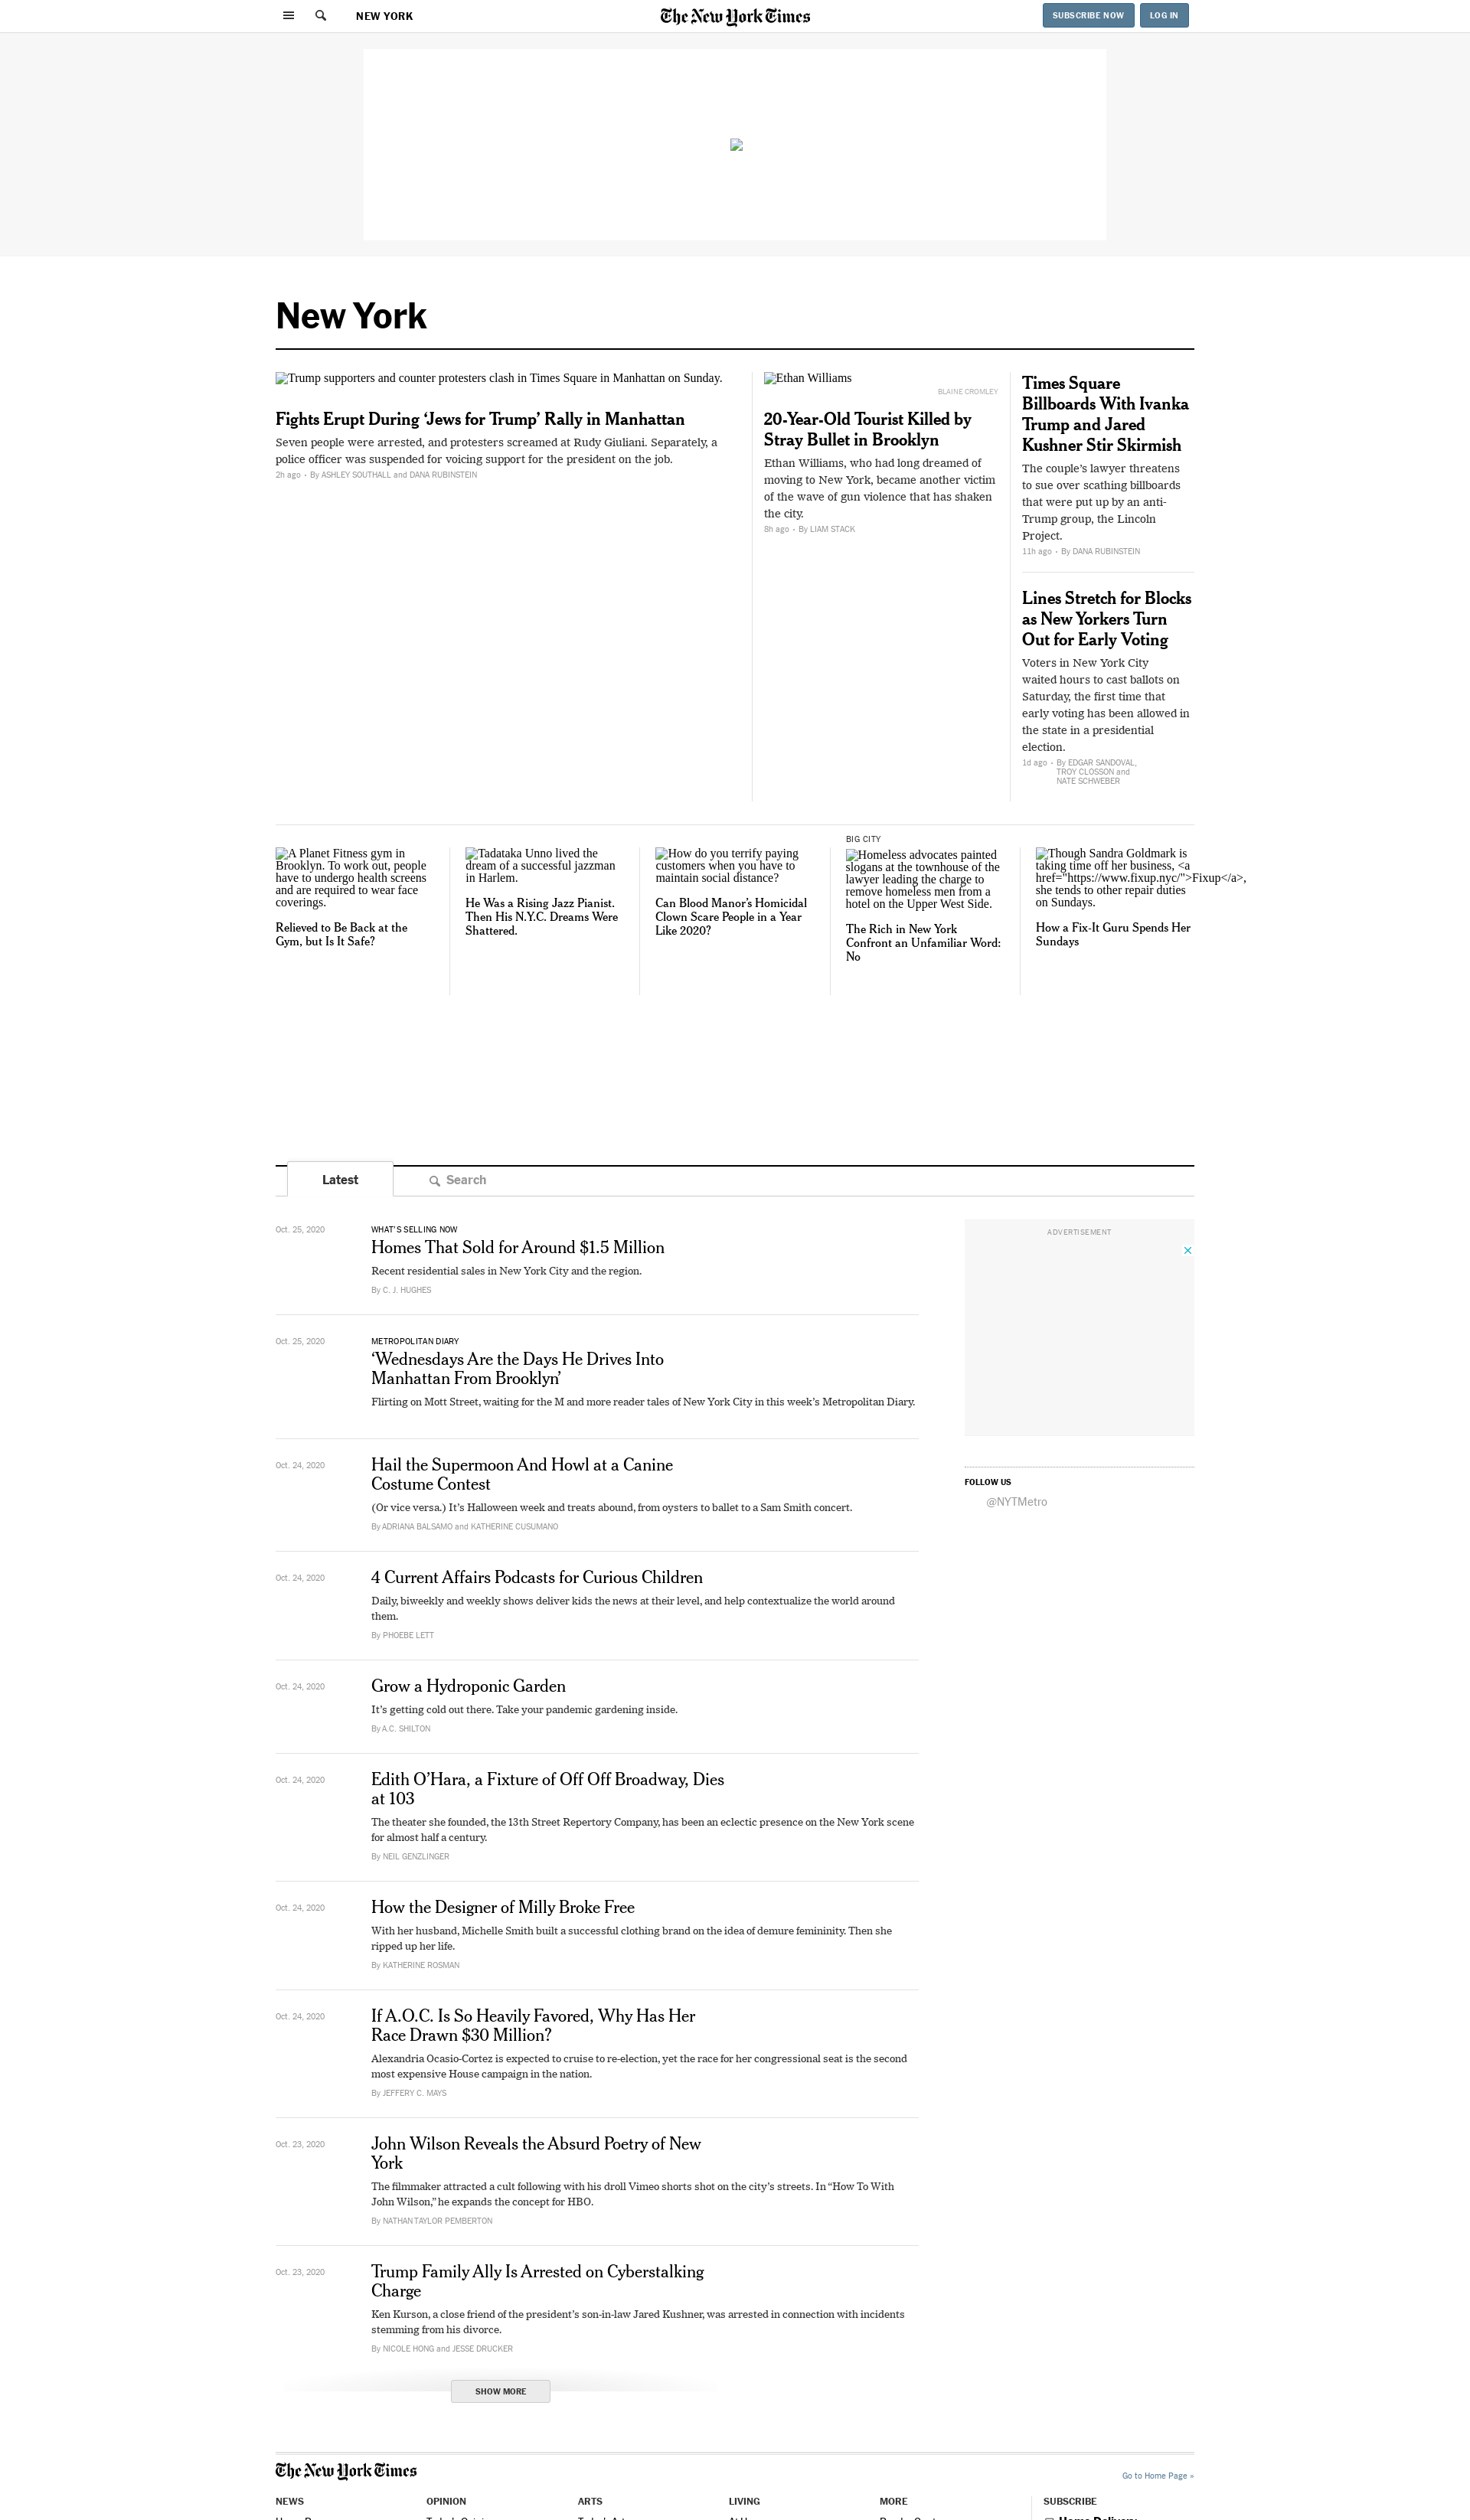 NEW YORK
The New York Times
SUBSCRIBE NOW
LOG IN
New York
Trump supporters and counter protesters clash in Times Square in Manhattan on Sunday.
Fights Erupt During ‘Jews for Trump’ Rally in Manhattan
Seven people were arrested, and protesters screamed at Rudy Giuliani. Separately, a
police officer was suspended for voicing support for the president on the job.
2h ago • By ASHLEY SOUTHALL and DANA RUBINSTEIN
Ethan Williams
BLAINE CROMLEY
20-Year-Old Tourist Killed by
Stray Bullet in Brooklyn
Ethan Williams, who had long dreamed of
moving to New York, became another victim
of the wave of gun violence that has shaken
the city.
8h ago • By LIAM STACK
Times Square
Billboards With Ivanka
Trump and Jared
Kushner Stir Skirmish
The couple’s lawyer threatens
to sue over scathing billboards
that were put up by an anti-
Trump group, the Lincoln
Project.
11h ago • By DANA RUBINSTEIN
Lines Stretch for Blocks
as New Yorkers Turn
Out for Early Voting
Voters in New York City
waited hours to cast ballots on
Saturday, the first time that
early voting has been allowed in
the state in a presidential
election.
1d ago • By EDGAR SANDOVAL,
TROY CLOSSON and
NATE SCHWEBER
A Planet Fitness gym in
Brooklyn. To work out, people
have to undergo health screens
and are required to wear face
coverings.
Relieved to Be Back at the
Gym, but Is It Safe?
Tadataka Unno lived the
dream of a successful jazzman
in Harlem.
He Was a Rising Jazz Pianist.
Then His N.Y.C. Dreams Were
Shattered.
How do you terrify paying
customers when you have to
maintain social distance?
Can Blood Manor’s Homicidal
Clown Scare People in a Year
Like 2020?
BIG CITY
Homeless advocates painted
slogans at the townhouse of the
lawyer leading the charge to
remove homeless men from a
hotel on the Upper West Side.
The Rich in New York
Confront an Unfamiliar Word:
No
Though Sandra Goldmark is
taking time off her business, <a
href="https://www.fixup.nyc/">Fixup</a>,
she tends to other repair duties
on Sundays.
How a Fix-It Guru Spends Her
Sundays
Latest
Search
Oct. 25, 2020
WHAT’S SELLING NOW
Homes That Sold for Around $1.5 Million
Recent residential sales in New York City and the region.
By C. J. HUGHES
ADVERTISEMENT
Oct. 25, 2020
METROPOLITAN DIARY
‘Wednesdays Are the Days He Drives Into
Manhattan From Brooklyn’
Flirting on Mott Street, waiting for the M and more reader tales of New York City in this week’s Metropolitan Diary.
FOLLOW US
@NYTMetro
Oct. 24, 2020
Hail the Supermoon And Howl at a Canine
Costume Contest
(Or vice versa.) It’s Halloween week and treats abound, from oysters to ballet to a Sam Smith concert.
By ADRIANA BALSAMO and KATHERINE CUSUMANO
Oct. 24, 2020
4 Current Affairs Podcasts for Curious Children
Daily, biweekly and weekly shows deliver kids the news at their level, and help contextualize the world around
them.
By PHOEBE LETT
Oct. 24, 2020
Grow a Hydroponic Garden
It’s getting cold out there. Take your pandemic gardening inside.
By A.C. SHILTON
Oct. 24, 2020
Edith O’Hara, a Fixture of Off Off Broadway, Dies
at 103
The theater she founded, the 13th Street Repertory Company, has been an eclectic presence on the New York scene
for almost half a century.
By NEIL GENZLINGER
Oct. 24, 2020
How the Designer of Milly Broke Free
With her husband, Michelle Smith built a successful clothing brand on the idea of demure femininity. Then she
ripped up her life.
By KATHERINE ROSMAN
Oct. 24, 2020
If A.O.C. Is So Heavily Favored, Why Has Her
Race Drawn $30 Million?
Alexandria Ocasio-Cortez is expected to cruise to re-election, yet the race for her congressional seat is the second
most expensive House campaign in the nation.
By JEFFERY C. MAYS
Oct. 23, 2020
John Wilson Reveals the Absurd Poetry of New
York
The filmmaker attracted a cult following with his droll Vimeo shorts shot on the city’s streets. In “How To With
John Wilson,” he expands the concept for HBO.
By NATHAN TAYLOR PEMBERTON
Oct. 23, 2020
Trump Family Ally Is Arrested on Cyberstalking
Charge
Ken Kurson, a close friend of the president’s son-in-law Jared Kushner, was arrested in connection with incidents
stemming from his divorce.
By NICOLE HONG and JESSE DRUCKER
SHOW MORE
The New York Times
Go to Home Page »
NEWS
OPINION
ARTS
LIVING
MORE
SUBSCRIBE